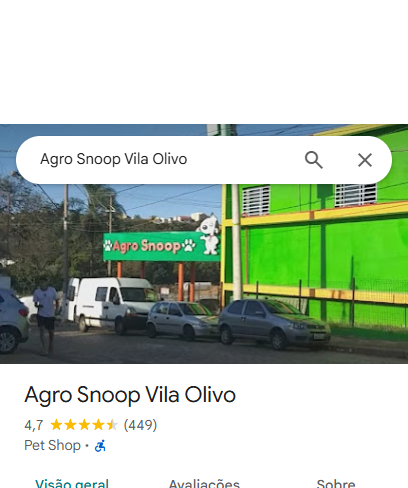 Agro Snoop Vila Olivo
Agro Snoop
Agro Snoop Vila Olivo
4,7 (449)
Pet Shop ·
Visão geral Avaliações Sobre